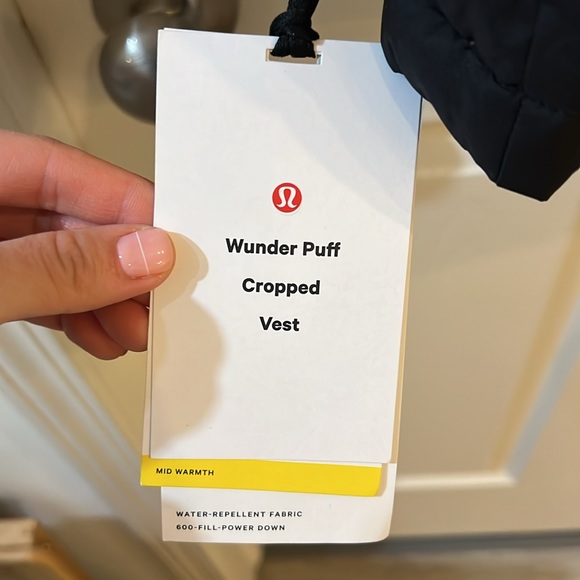 Wunder Puff
Cropped
Vest
MID WARMTH
WATER-REPELLENT FABRIC
600-FILL-POWER DOWN